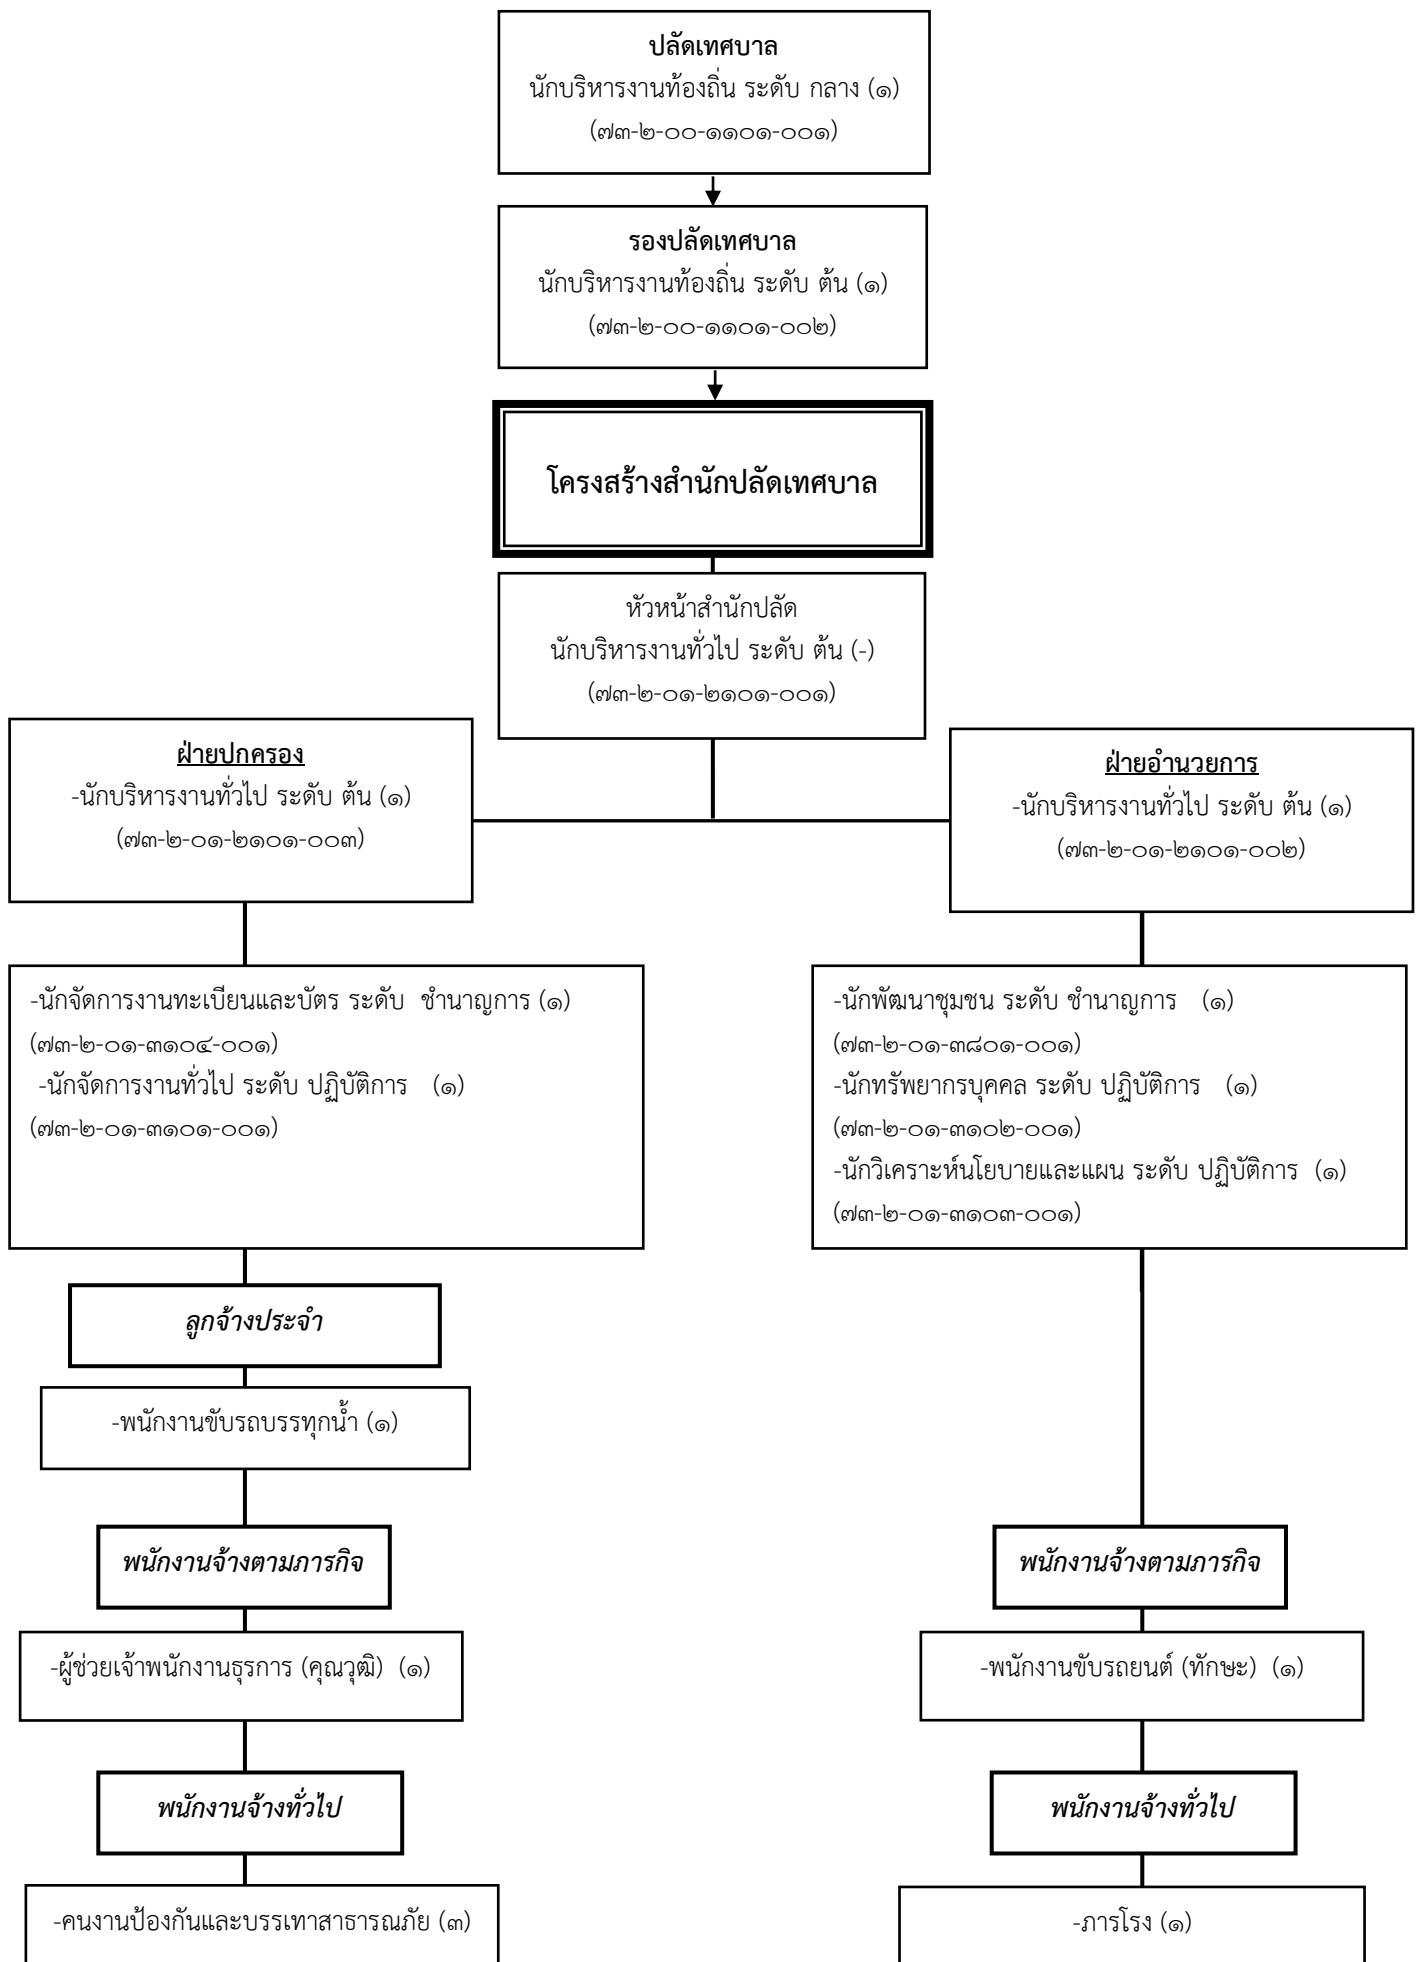 ปลัดเทศบาล
นักบริหารงานท้องถิ่น ระดับ กลาง (๑)
(๗๓-๒-๐๐-๑๑๐๑-๐๐๑)
รองปลัดเทศบาล
นักบริหารงานท้องถิ่น ระดับ ต้น (๑)
(๗๓-๒-๐๐-๑๑๐๑-๐๐๒)
โครงสร้างสำนักปลัดเทศบาล
หัวหน้าสำนักปลัด
นักบริหารงานทั่วไป ระดับ ต้น (-)
(๗๓-๒-๐๑-๒๑๐๑-๐๐๑)
ฝ่ายปกครอง
-นักบริหารงานทั่วไป ระดับ ต้น (๑)
(๗๓-๒-๐๑-๒๑๐๑-๐๐๓)
ฝ่ายอำนวยการ
-นักบริหารงานทั่วไป ระดับ ต้น (๑)
(๗๓-๒-๐๑-๒๑๐๑-๐๐๒)
-นักจัดการงานทะเบียนและบัตร ระดับ ชำนาญการ (๑)
(๗๓-๒-๐๑-๓๑๐๔-๐๐๑)
-นักจัดการงานทั่วไป ระดับ ปฏิบัติการ (๑)
(๗๓-๒-๐๑-๓๑๐๑-๐๐๑)
-นักพัฒนาชุมชน ระดับ ชำนาญการ (๑)
(๗๓-๒-๐๑-๓๘๐๑-๐๐๑)
-นักทรัพยากรบุคคล ระดับ ปฏิบัติการ (๑)
(๗๓-๒-๐๑-๓๑๐๒-๐๐๑)
-นักวิเคราะห์นโยบายและแผน ระดับ ปฏิบัติการ (๑)
(๗๓-๒-๐๑-๓๑๐๓-๐๐๑)
ลูกจ้างประจำ
-พนักงานขับรถบรรทุกน้ำ (๑)
พนักงานจ้างตามภารกิจ
-ผู้ช่วยเจ้าพนักงานธุรการ (คุณวุฒิ) (๑)
พนักงานจ้างทั่วไป
-คนงานป้องกันและบรรเทาสาธารณภัย (๓)
พนักงานจ้างตามภารกิจ
-พนักงานขับรถยนต์ (ทักษะ) (๑)
พนักงานจ้างทั่วไป
-ภารโรง (๑)